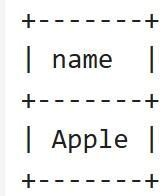 +-------+
| name  |
+-------+
| Apple |
+-------+